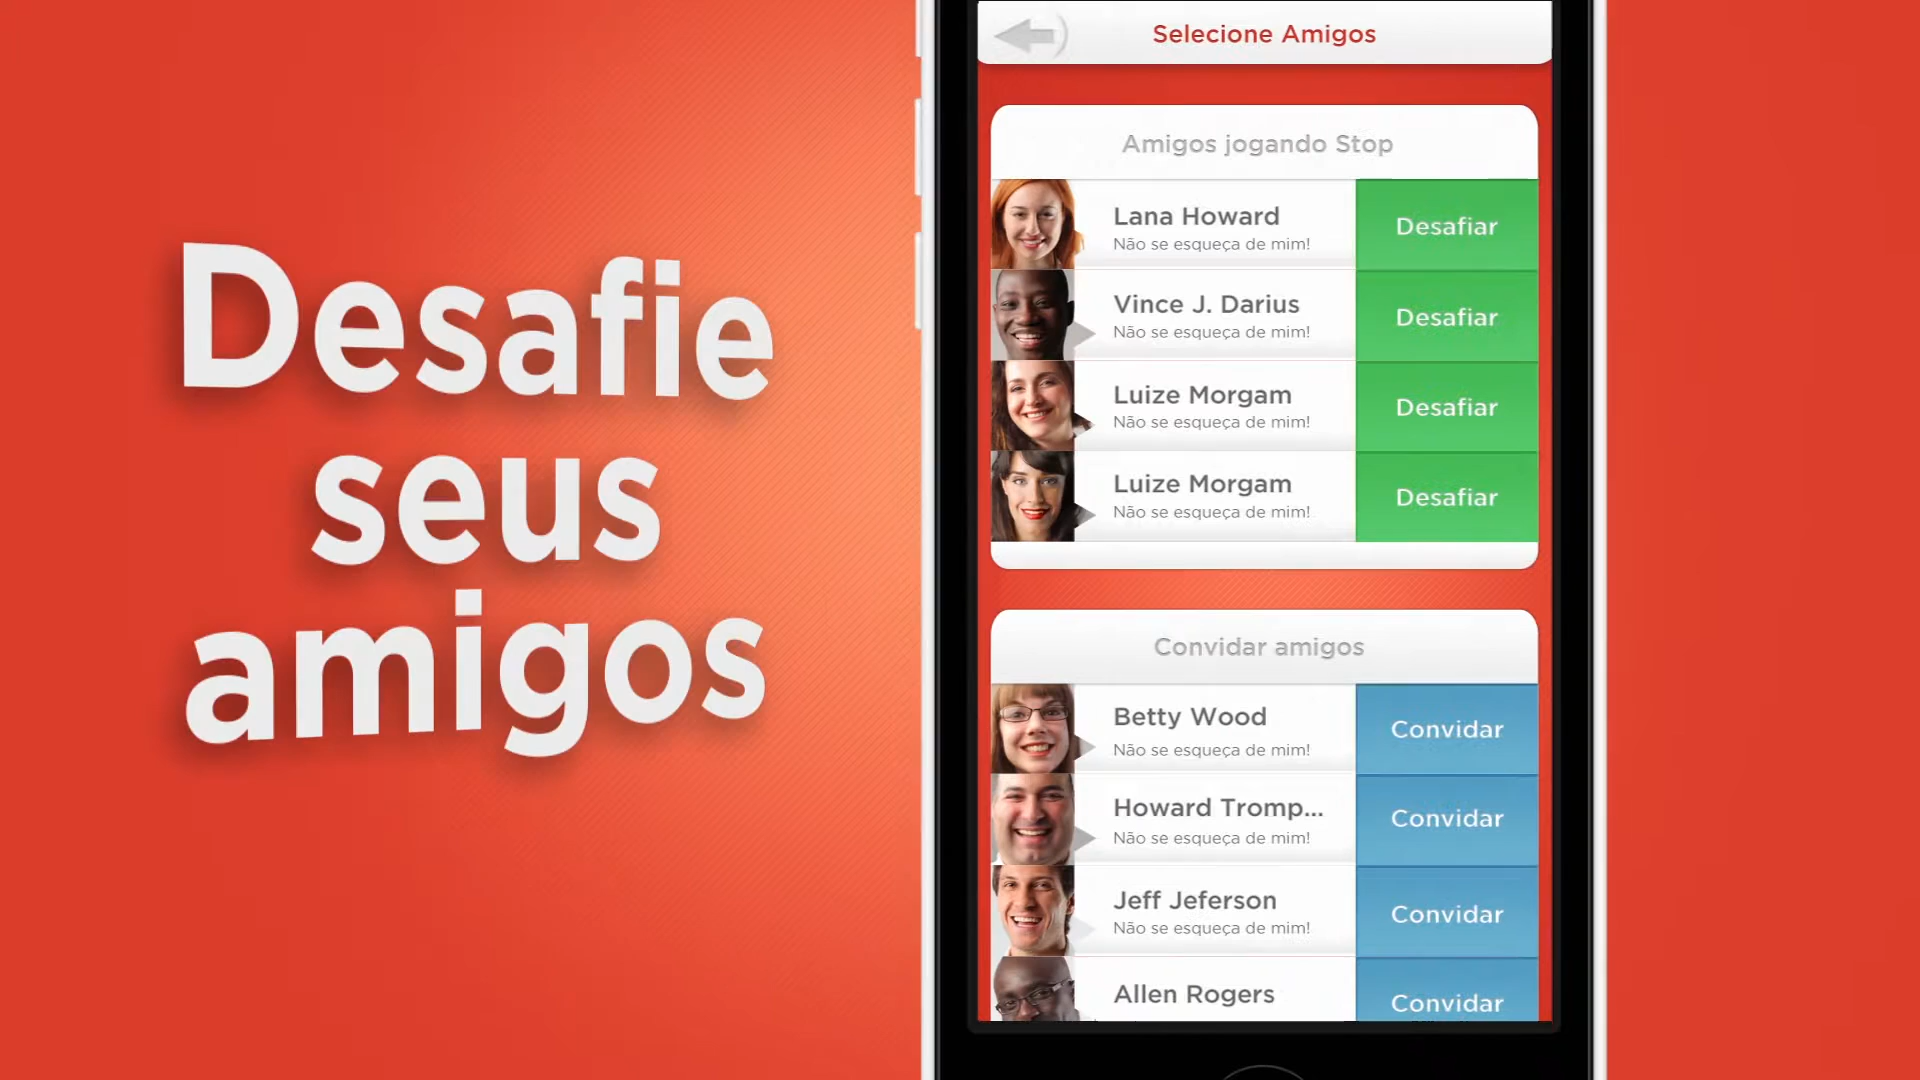 Desafie
seus
amigos
Selecione Amigos
Amigos jogando Stop
Lana Howard
Não se esqueça de mim!
Desafiar
Vince J. Darius
Não se esqueça de mim!
Desafiar
Luize Morgam
Não se esqueça de mim!
Desafiar
Luize Morgam
Não se esqueça de mim!
Desafiar
Convidar amigos
Betty Wood
Não se esqueça de mim!
Convidar
Howard Tromp...
Não se esqueça de mim!
Convidar
Jeff Jeferson
Não se esqueça de mim!
Convidar
Allen Rogers
Convidar